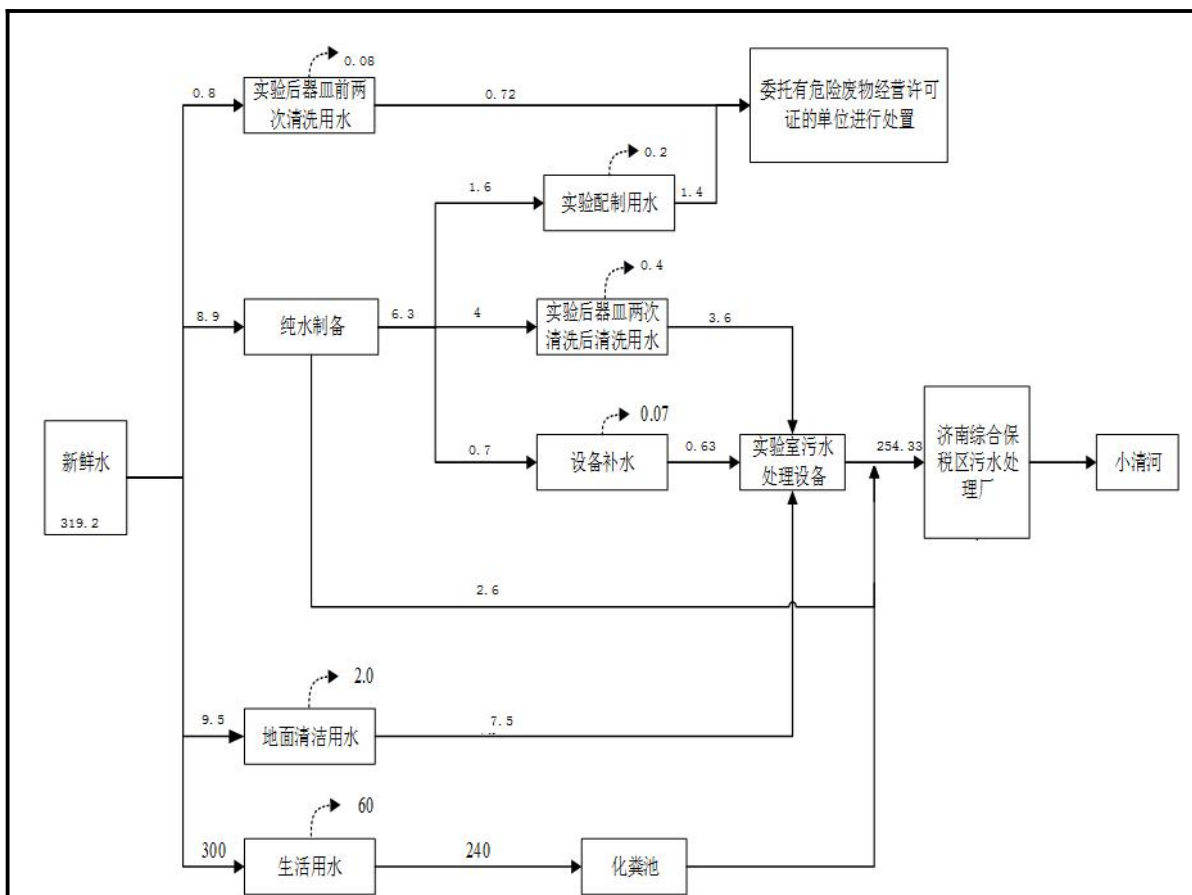 0.08
0.8
实验后器皿前两
次清洗用水
0.72
委托有危险废物经营许可
证的单位进行处置
0.2
1.6
实验配制用水
1.4
0.4
8.9
纯水制备
6.3
4
实验后器皿两次
清洗后清洗用水
3.6
0.07
0.7
设备补水
0.63
实验室污水
处理设备
254.33
济南综合保
税区污水处
理厂
小清河
新鲜水
319.2
2.6
2.0
9.5
地面清洁用水
7.5
60
300
生活用水
240
化粪池